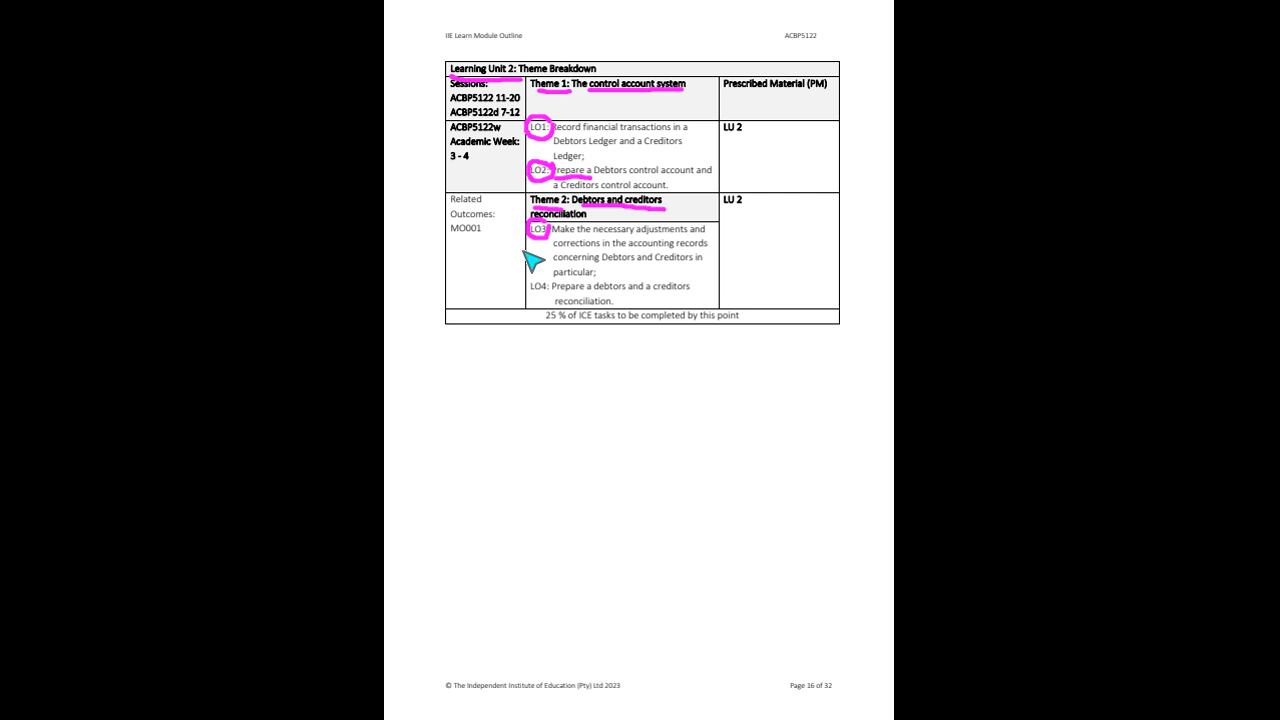 IIE Learn Module Outline ACBP5122
Learning Unit 2: Theme Breakdown
Sessions: Theme 1: The control account system Prescribed Material (PM)
ACBP5122 11-20
ACBP5122d 7-12
ACBP5122w LO1: Record financial transactions in a LU 2
Academic Week: Debtors Ledger and a Creditors
3 - 4 Ledger;
LO2: Prepare a Debtors control account and
a Creditors control account.
Related Theme 2: Debtors and creditors LU 2
Outcomes: reconciliation
MO001 LO3: Make the necessary adjustments and
corrections in the accounting records
concerning Debtors and Creditors in
particular;
LO4: Prepare a debtors and a creditors
reconciliation.
25 % of ICE tasks to be completed by this point
© The Independent Institute of Education (Pty) Ltd 2023 Page 16 of 32